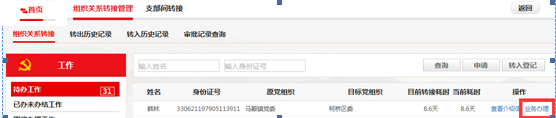 首页 组织关系转接管理 支部间转接 返回
组织关系转接 转出历史记录 转入历史记录 审批记录查询
工作
输入姓名 输入身份证号 查询 申请 转入登记
待办工作 31
已办未办结工作
姓名 身份证号 原党组织 目标党组织 目前转接耗时 当前耗时 操作
韩林 330621197905113911 马鞍镇党委 柯桥区委 8.6天 8.6天 查看介绍信 业务办理